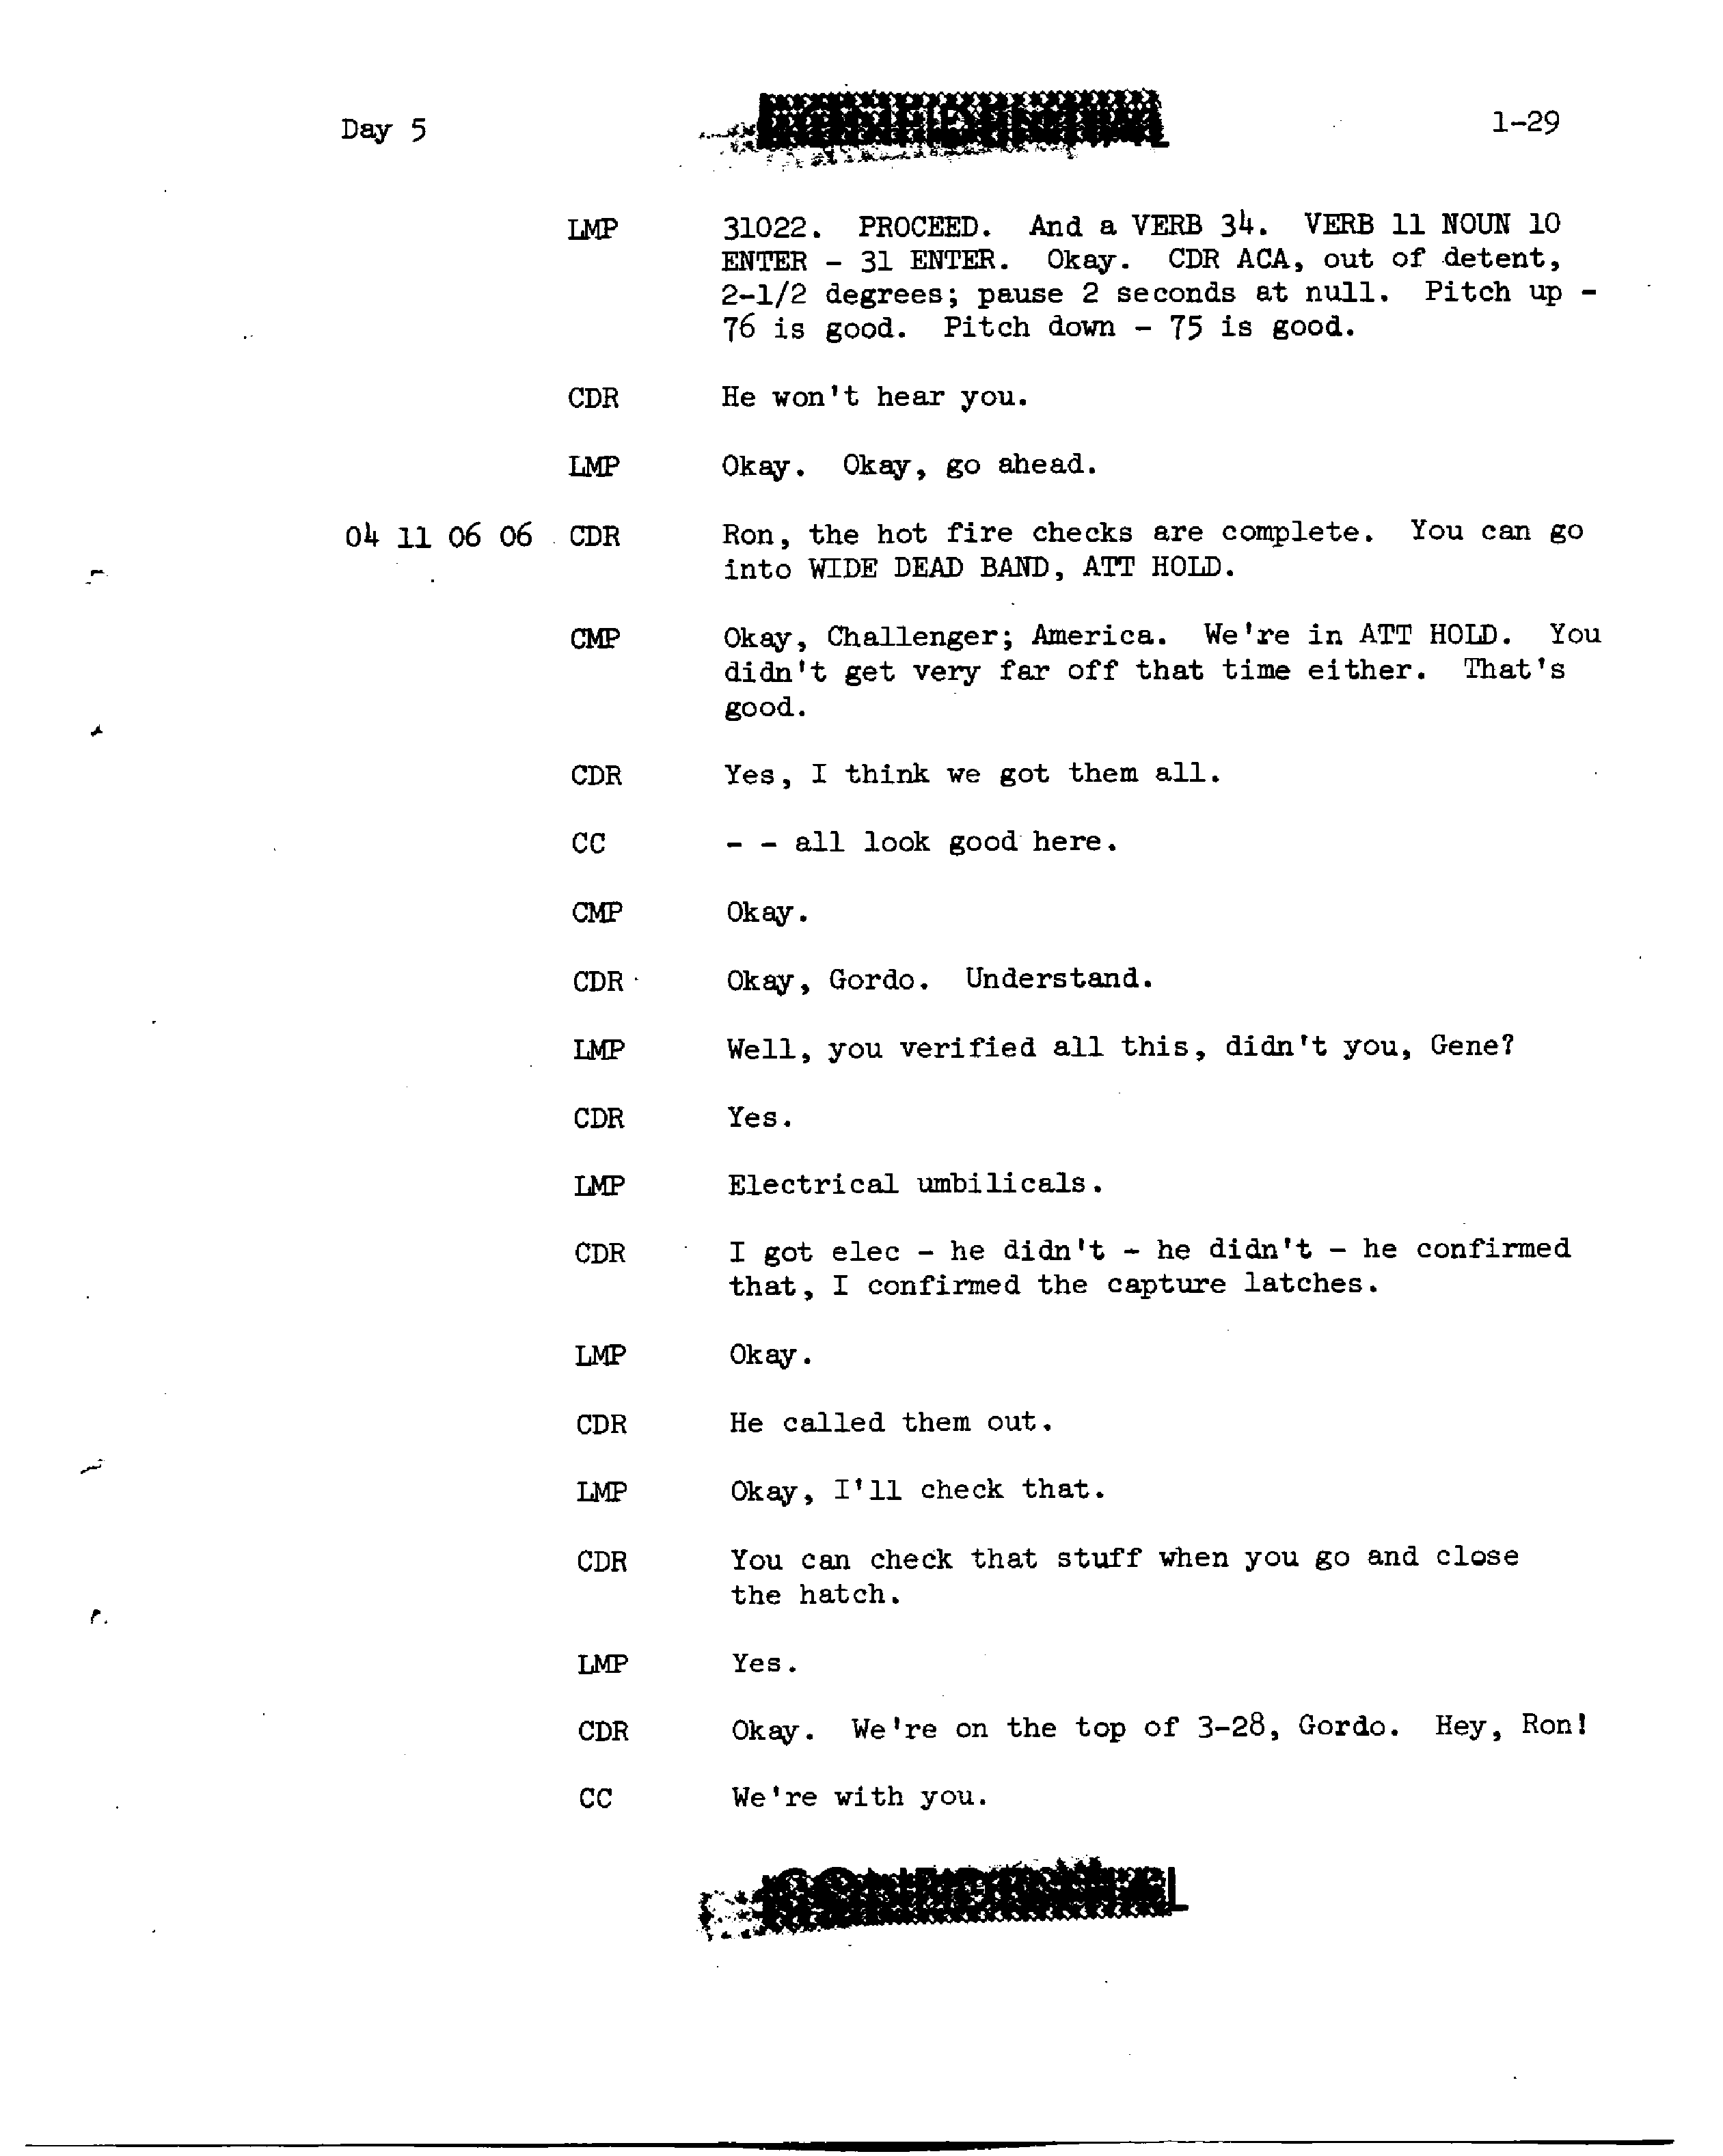 Day 5
1-29
LMP 31022. PROCEED. And a VERB 34. VERB 11 NOUN 10
ENTER - 31 ENTER. Okay. CDR ACA, out of detent,
2-1/2 degrees; pause 2 seconds at null. Pitch up -
76 is good. Pitch down - 75 is good.
CDR He won't hear you.
LMP Okay. Okay, go ahead.
04 11 06 06 CDR Ron, the hot fire checks are complete. You can go
into WIDE DEAD BAND, ATT HOLD.
CMP Okay, Challenger; America. We're in ATT HOLD. You
didn't get very far off that time either. That's
good.
CDR Yes, I think we got them all.
CC - - all look good here.
CMP Okay.
CDR Okay, Gordo. Understand.
LMP Well, you verified all this, didn't you, Gene?
CDR Yes.
LMP Electrical umbilicals.
CDR I got elec - he didn't - he didn't - he confirmed
that, I confirmed the capture latches.
LMP Okay.
CDR He called them out.
LMP Okay, I'll check that.
CDR You can check that stuff when you go and close
the hatch.
LMP Yes.
CDR Okay. We're on the top of 3-28, Gordo. Hey, Ron!
CC We're with you.